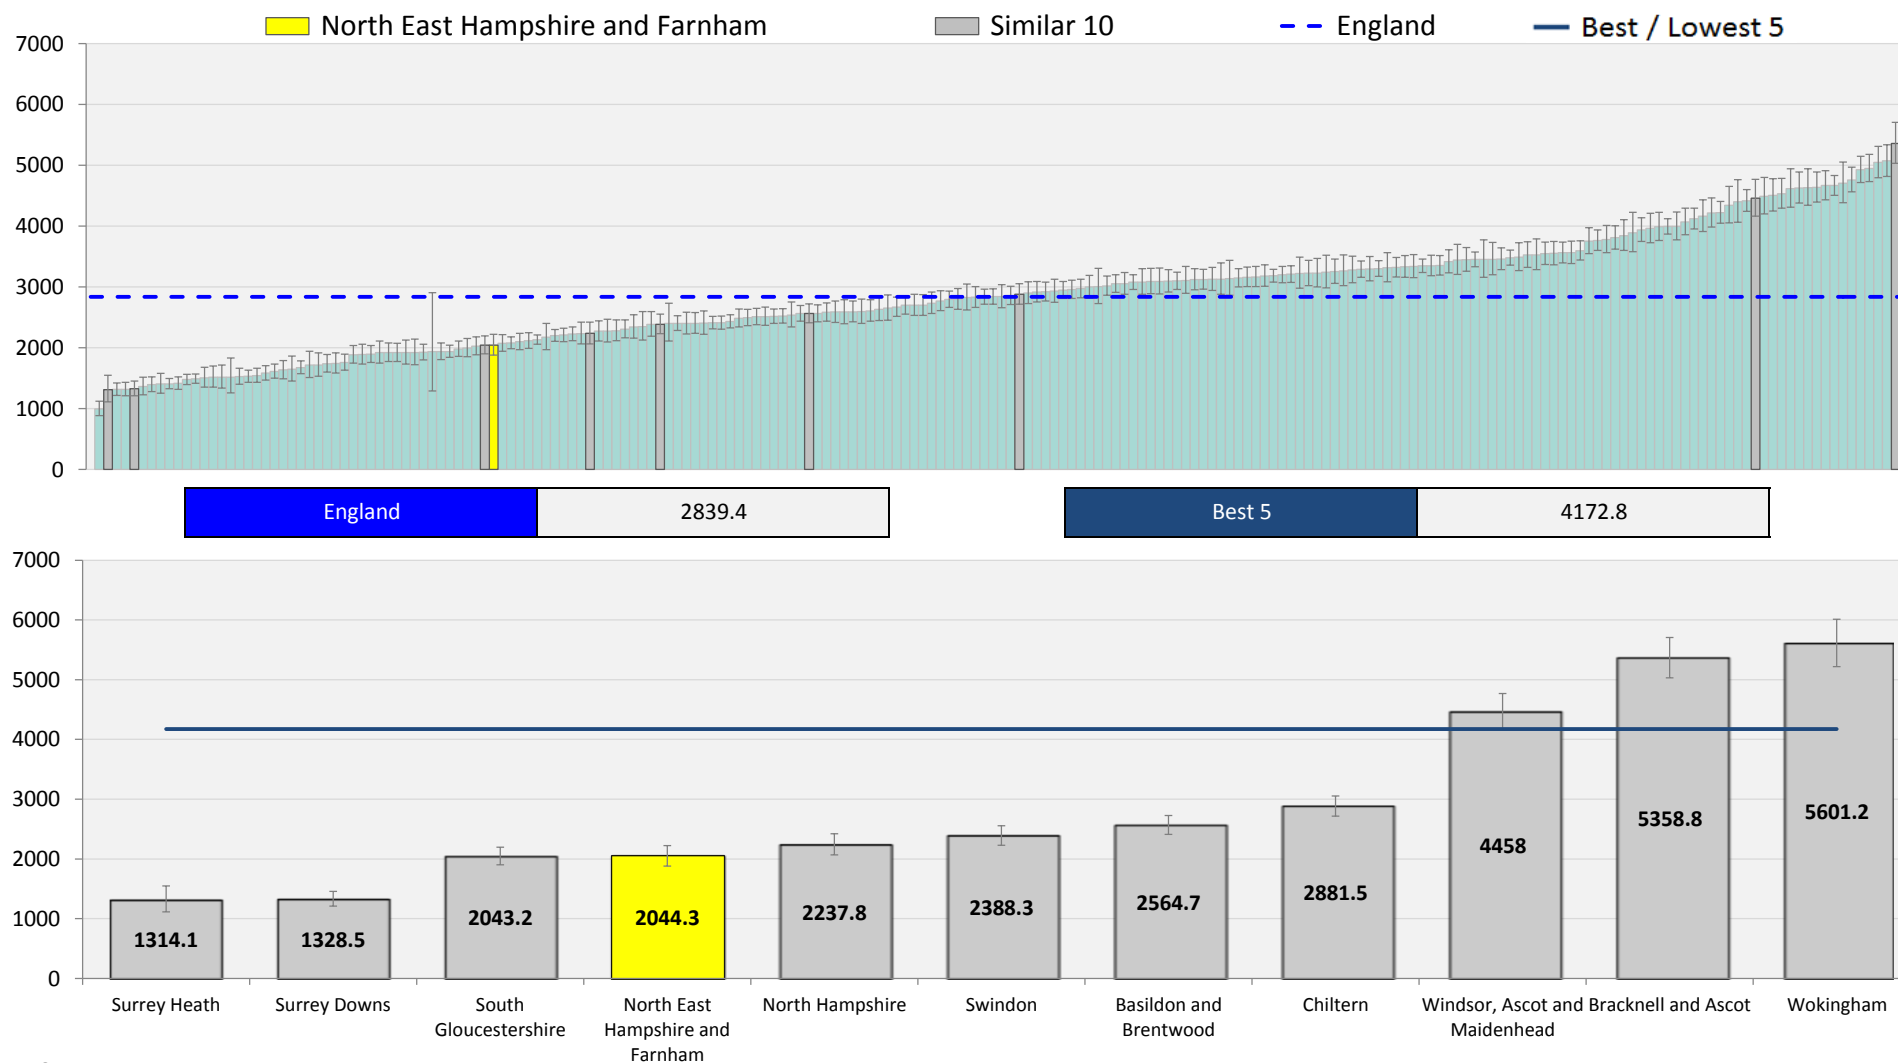 North East Hampshire and Farnham Similar 10 England Best / Lowest 5
7000
6000
5000
4000
3000
2000
1000
0
England 2839.4 Best 5 4172.8
7000
6000
5000
4000
3000
2000
1000
0
1314.1 1328.5 2043.2 2044.3 2237.8 2388.3 2564.7 2881.5 4458 5358.8 5601.2
Surrey Heath Surrey Downs South North East North Hampshire Swindon Basildon and Chiltern Windsor, Ascot and Bracknell and Ascot Wokingham
Gloucestershire Hampshire and Brentwood Maidenhead
Farnham